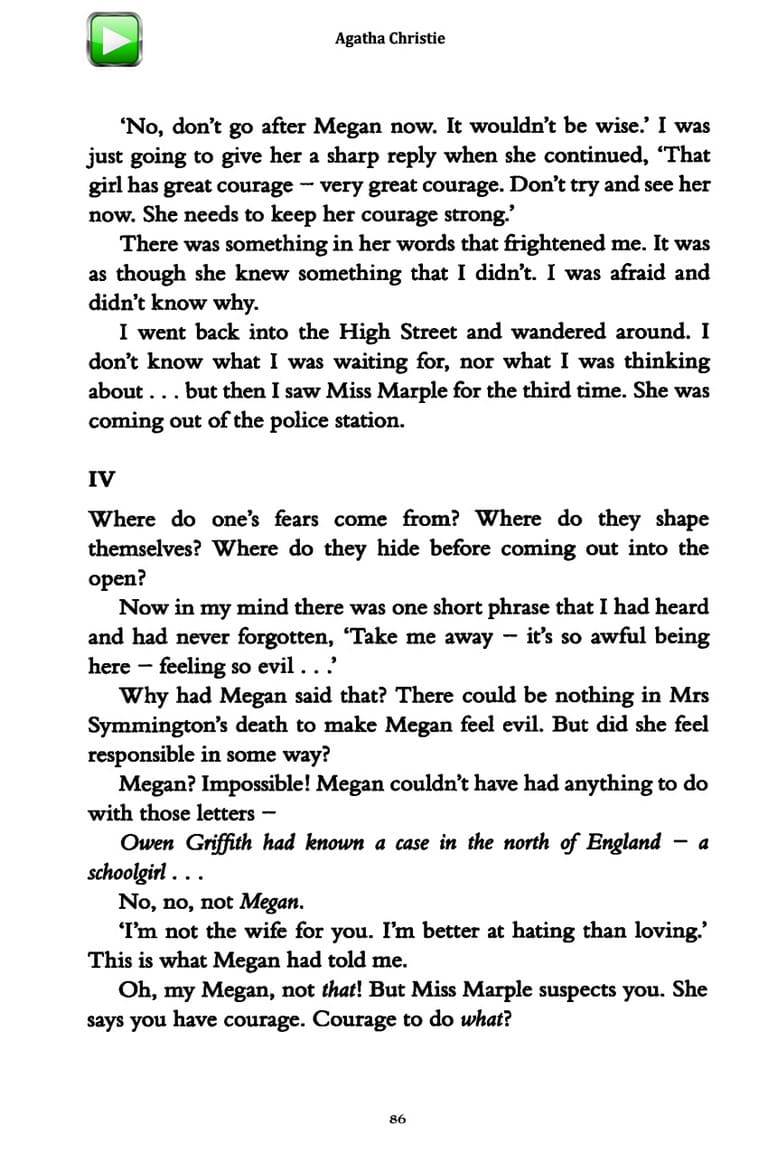 Agatha Christie
‘No, don’t go after Megan now. It wouldn’t be wise.’ I was
just going to give her a sharp reply when she continued, ‘That
girl has great courage – very great courage. Don’t try and see her
now. She needs to keep her courage strong.’
There was something in her words that frightened me. It was
as though she knew something that I didn’t. I was afraid and
didn’t know why.
I went back into the High Street and wandered around. I
don’t know what I was waiting for, nor what I was thinking
about . . . but then I saw Miss Marple for the third time. She was
coming out of the police station.
IV
Where do one’s fears come from? Where do they shape
themselves? Where do they hide before coming out into the
open?
Now in my mind there was one short phrase that I had heard
and had never forgotten, ‘Take me away – it’s so awful being
here – feeling so evil . . .’
Why had Megan said that? There could be nothing in Mrs
Symmington’s death to make Megan feel evil. But did she feel
responsible in some way?
Megan? Impossible! Megan couldn’t have had anything to do
with those letters –
Owen Griffith had known a case in the north of England – a
schoolgirl . . .
No, no, not Megan.
‘I’m not the wife for you. I’m better at hating than loving.’
This is what Megan had told me.
Oh, my Megan, not that! But Miss Marple suspects you. She
says you have courage. Courage to do what?
86